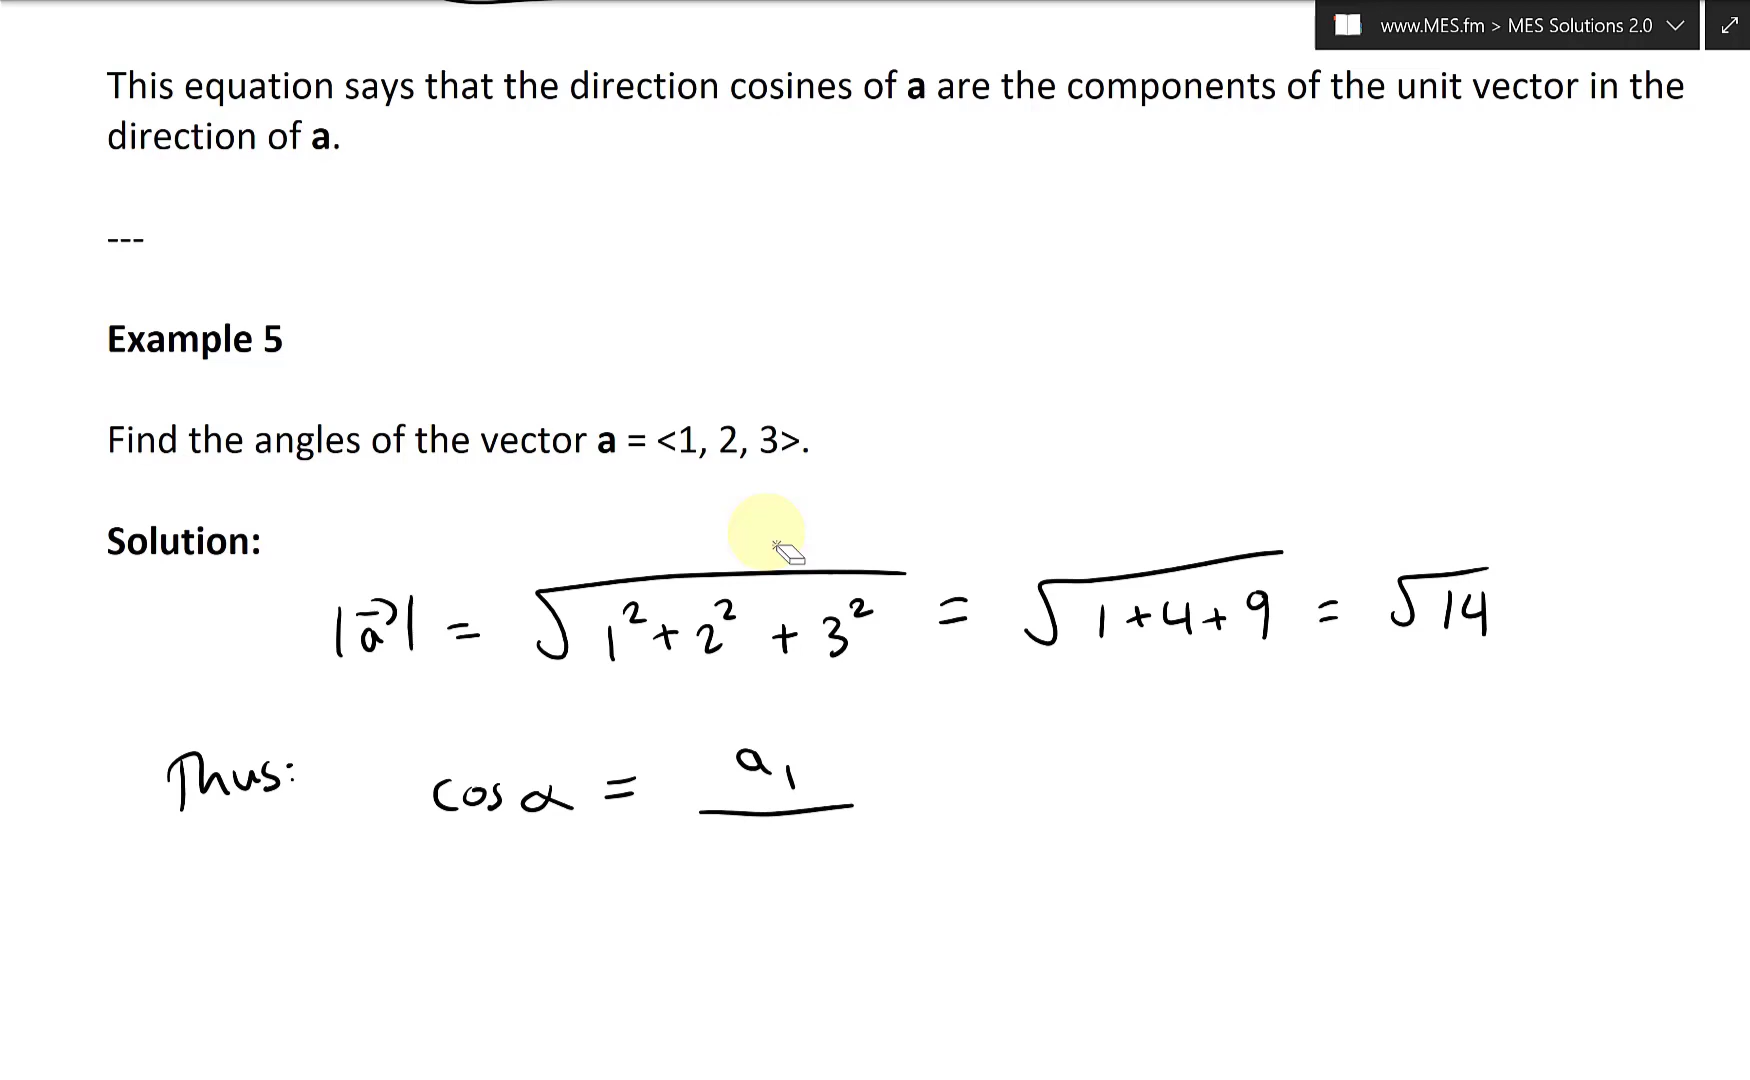 www.MES.fm > MES Solutions 2.0
This equation says that the direction cosines of a are the components of the unit vector in the
direction of a.
---
Example 5
Find the angles of the vector a = <1, 2, 3>.
Solution:
|a⃗| = √(1² + 2² + 3²) = √(1 + 4 + 9) = √14
Thus: cos α = a₁